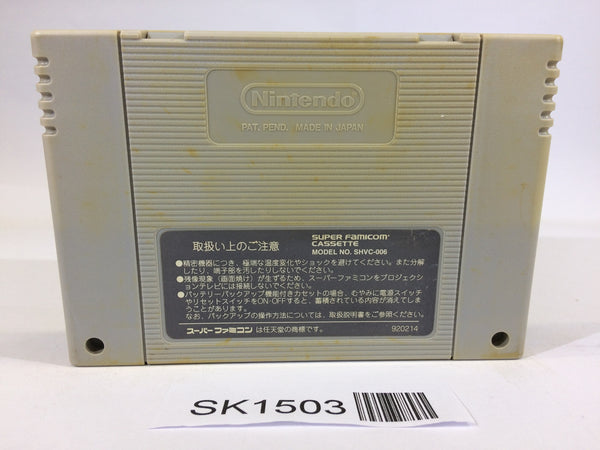 Nintendo
PAT. PEND. MADE IN JAPAN
取扱い上のご注意
SUPER FAMICOM
CASSETTE
MODEL NO. SHVC-006
●精密機器につき、極端な温度変化やショックを避けてください。また分解
したり、端子部を汚したりしないでください。
●残像現象(画面焼け)が生ずるため、スーパーファミコンをプロジェクシ
ョンテレビには接続しないでください。
●バッテリーバックアップ機能付きカセットの場合、むやみに電源スイッチ
やリセットスイッチをON・OFFすると、蓄積されている内容が消えてしま
うことがあります。
なお、バックアップの操作方法については、取扱説明書をご参照ください。
スーパーファミコン は任天堂の商標です。
920214
SK1503